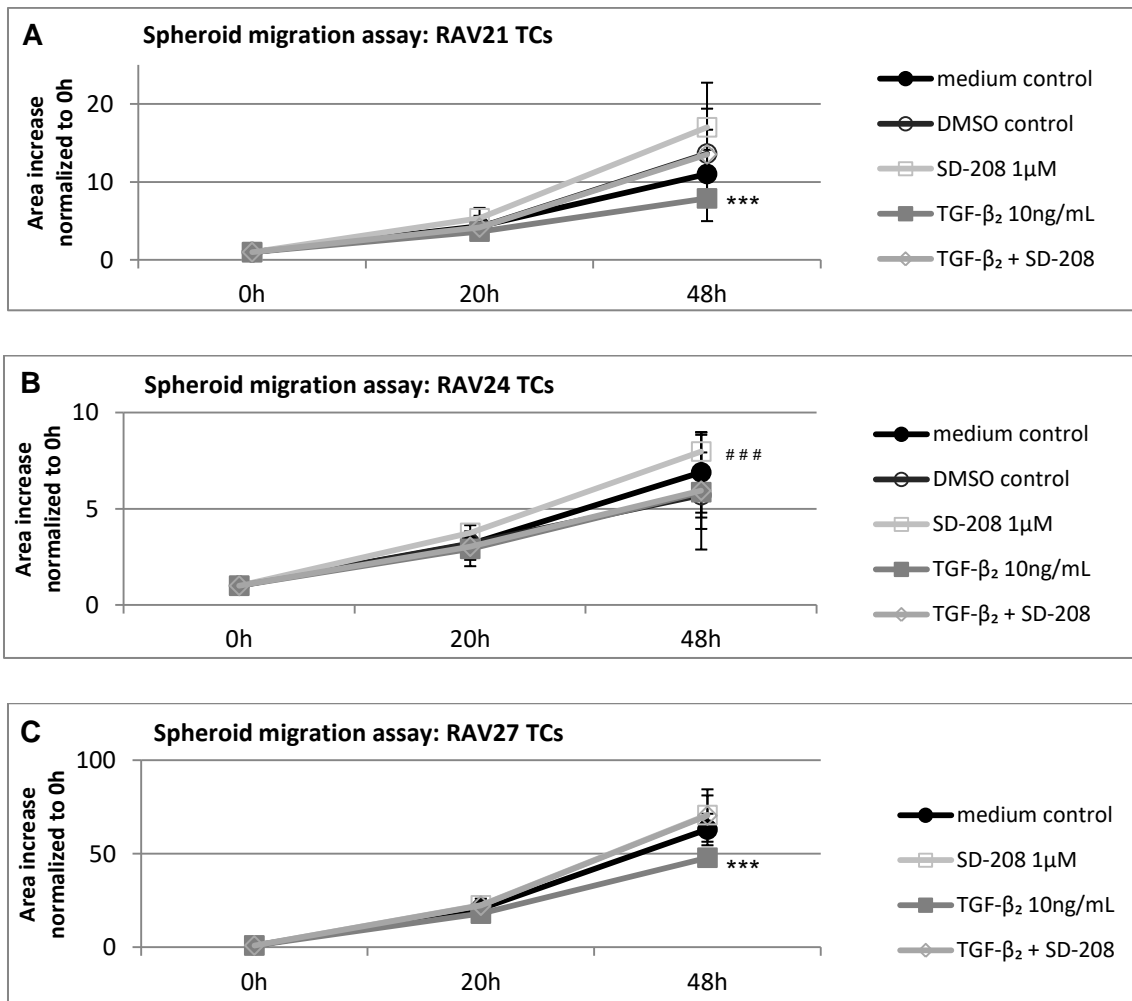 A
Spheroid migration assay: RAV21 TCs
Area increase
normalized to 0h
20
10
0
0h 20h 48h
***
medium control
DMSO control
SD-208 1µM
TGF-β₂ 10ng/mL
TGF-β₂ + SD-208
B
Spheroid migration assay: RAV24 TCs
Area increase
normalized to 0h
10
5
0
0h 20h 48h
###
medium control
DMSO control
SD-208 1µM
TGF-β₂ 10ng/mL
TGF-β₂ + SD-208
C
Spheroid migration assay: RAV27 TCs
Area increase
normalized to 0h
100
50
0
0h 20h 48h
***
medium control
SD-208 1µM
TGF-β₂ 10ng/mL
TGF-β₂ + SD-208